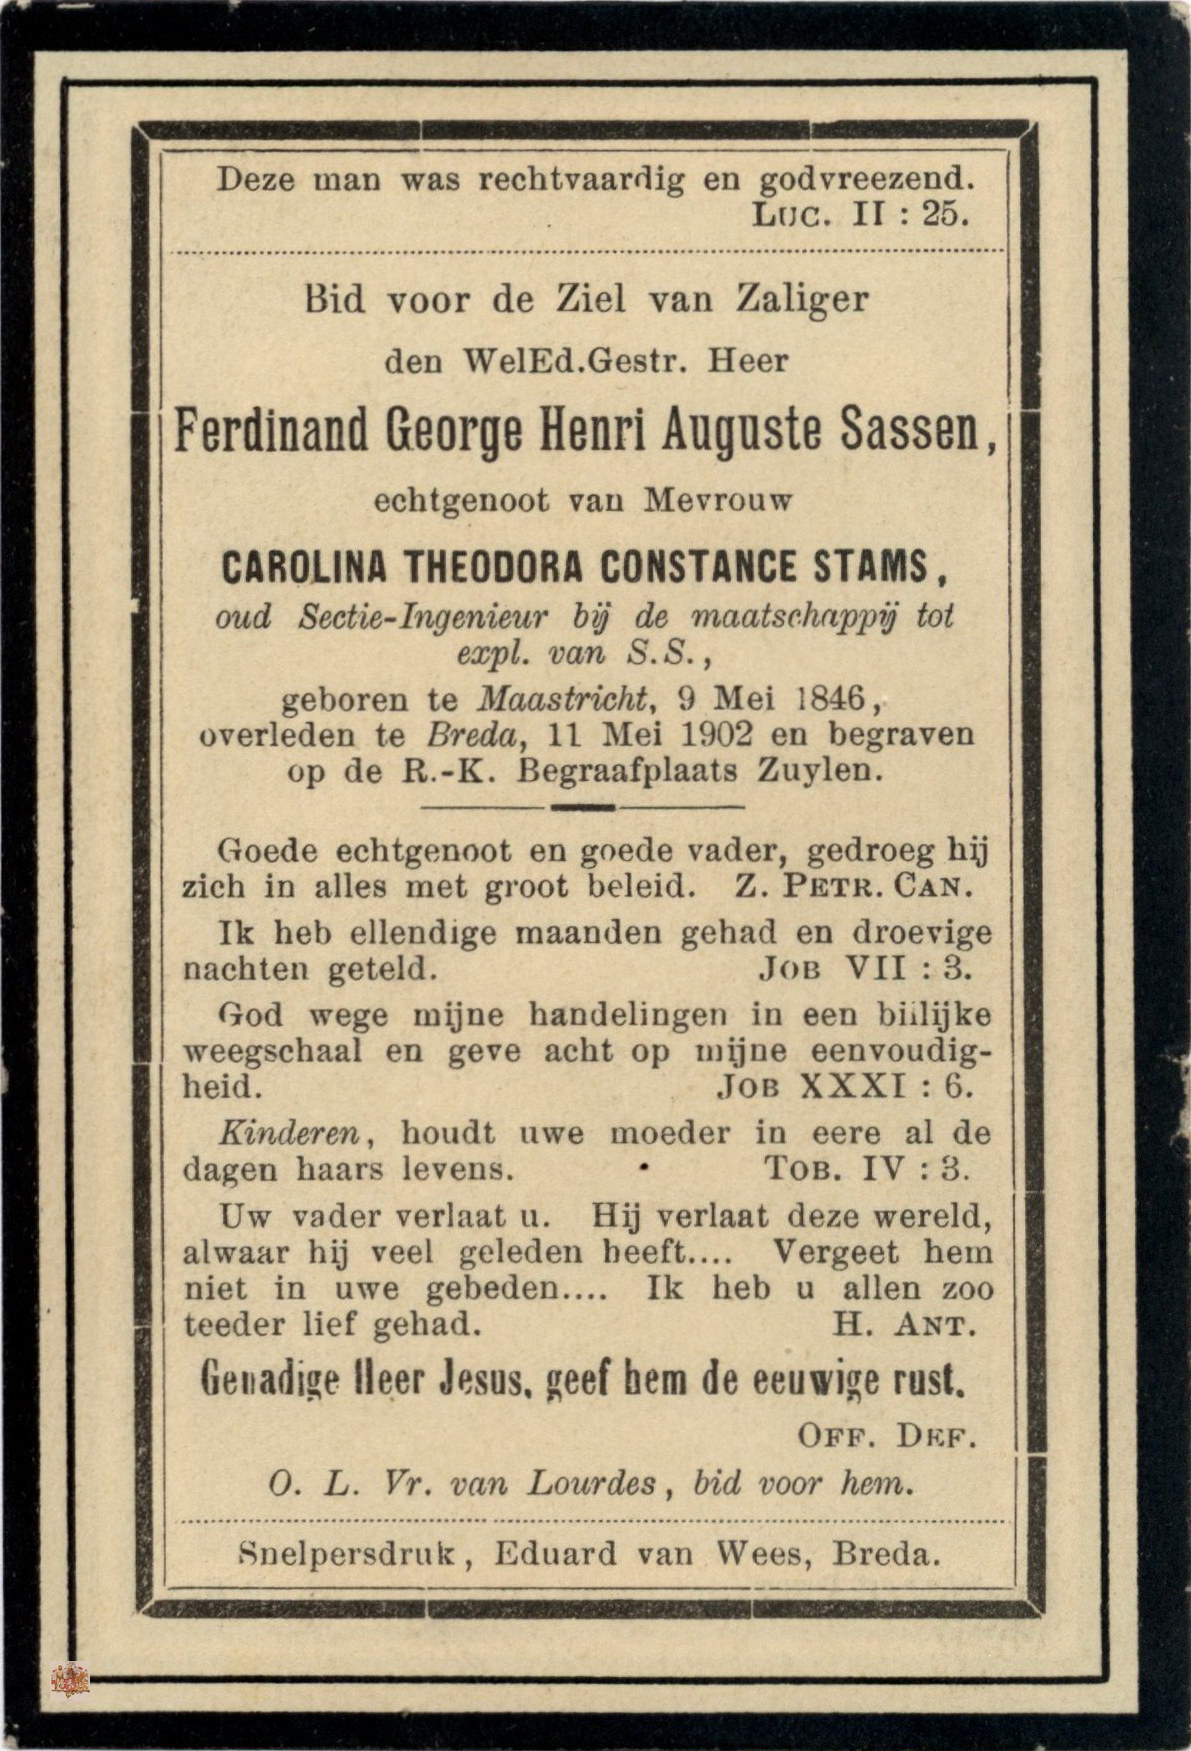 Deze man was rechtvaardig en godvreezend.
Luc. II : 25.
Bid voor de Ziel van Zaliger
den WelEd.Gestr. Heer
Ferdinand George Henri Auguste Sassen,
echtgenoot van Mevrouw
CAROLINA THEODORA CONSTANCE STAMS,
oud Sectie-Ingenieur bij de maatschappij tot
expl. van S.S.,
geboren te Maastricht, 9 Mei 1846,
overleden te Breda, 11 Mei 1902 en begraven
op de R.-K. Begraafplaats Zuylen.
Goede echtgenoot en goede vader, gedroeg hij
zich in alles met groot beleid. Z. Petr. Can.
Ik heb ellendige maanden gehad en droevige
nachten geteld. Job VII : 3.
God wege mijne handelingen in een billijke
weegschaal en geve acht op mijne eenvoudig-
heid. Job XXXI : 6.
Kinderen, houdt uwe moeder in eere al de
dagen haars levens. Tob. IV : 3.
Uw vader verlaat u. Hij verlaat deze wereld,
alwaar hij veel geleden heeft.... Vergeet hem
niet in uwe gebeden.... Ik heb u allen zoo
teeder lief gehad. H. Ant.
Genadige Heer Jesus, geef hem de eeuwige rust.
Off. Def.
O. L. Vr. van Lourdes, bid voor hem.
Snelpersdruk, Eduard van Wees, Breda.